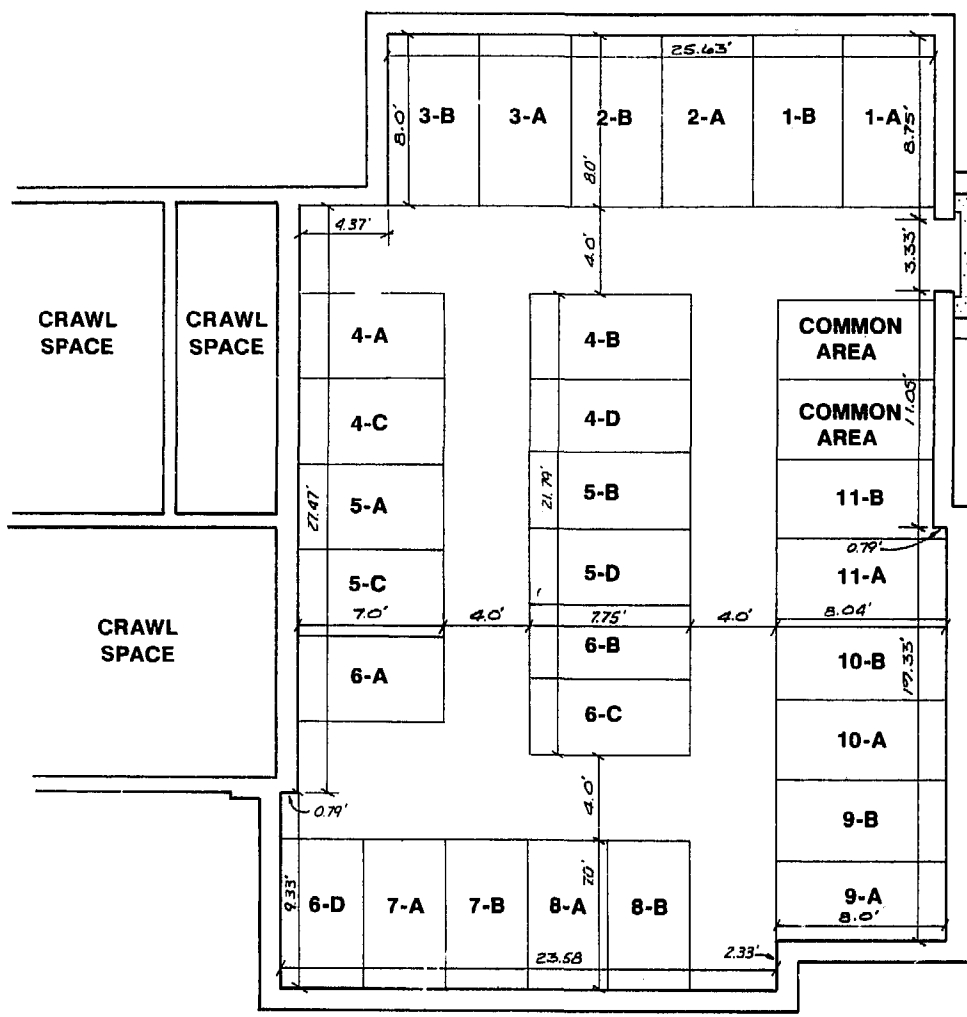 25.63'
3-B
3-A
2-B
2-A
1-B
1-A
8.0'
8.0'
8.75'
4.37'
4.0'
3.33'
CRAWL
SPACE
CRAWL
SPACE
4-A
4-B
COMMON
AREA
4-C
4-D
COMMON
AREA
11.05'
5-A
27.47'
5-B
21.79'
11-B
0.79'
5-C
5-D
11-A
7.0'
4.0'
7.75'
4.0'
8.04'
CRAWL
SPACE
6-A
6-B
10-B
19.33'
6-C
10-A
0.79'
4.0'
9-B
9.33'
6-D
7-A
7-B
8-A
7.0'
8-B
9-A
8.0'
23.58
2.33'